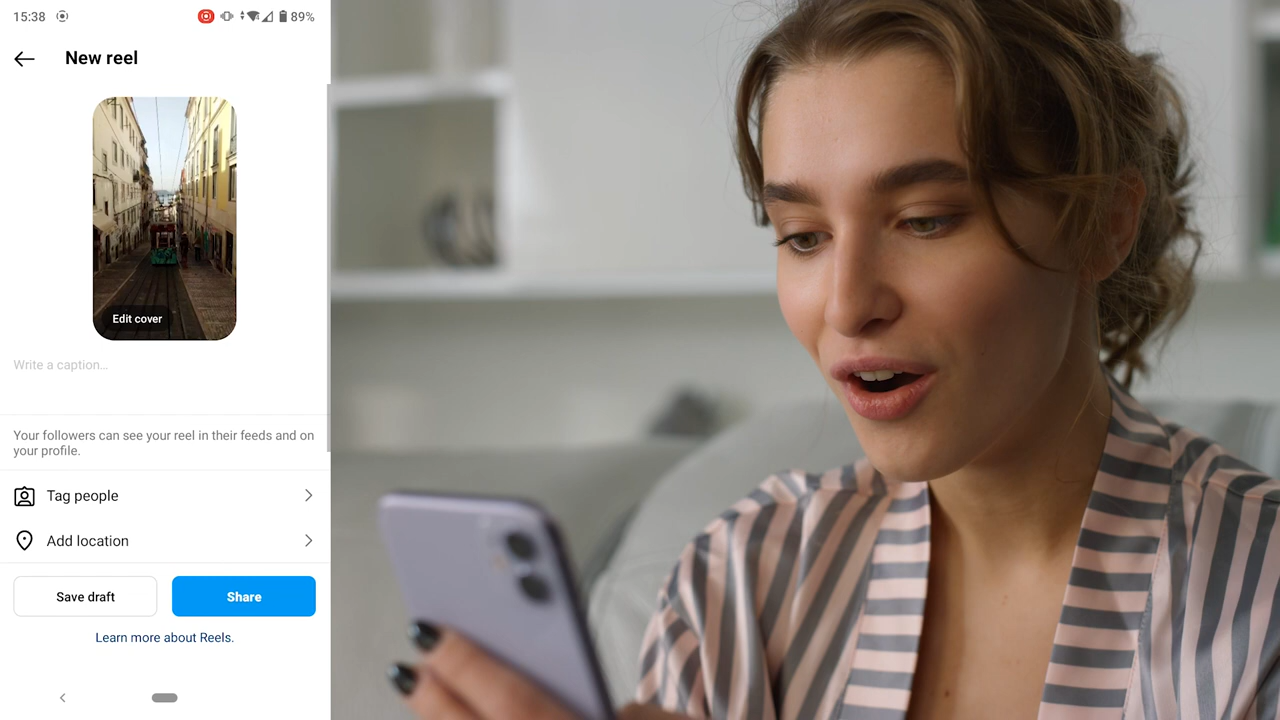 15:38
89%
New reel
Edit cover
Write a caption...
Your followers can see your reel in their feeds and on
your profile.
Tag people
Add location
Save draft
Share
Learn more about Reels.